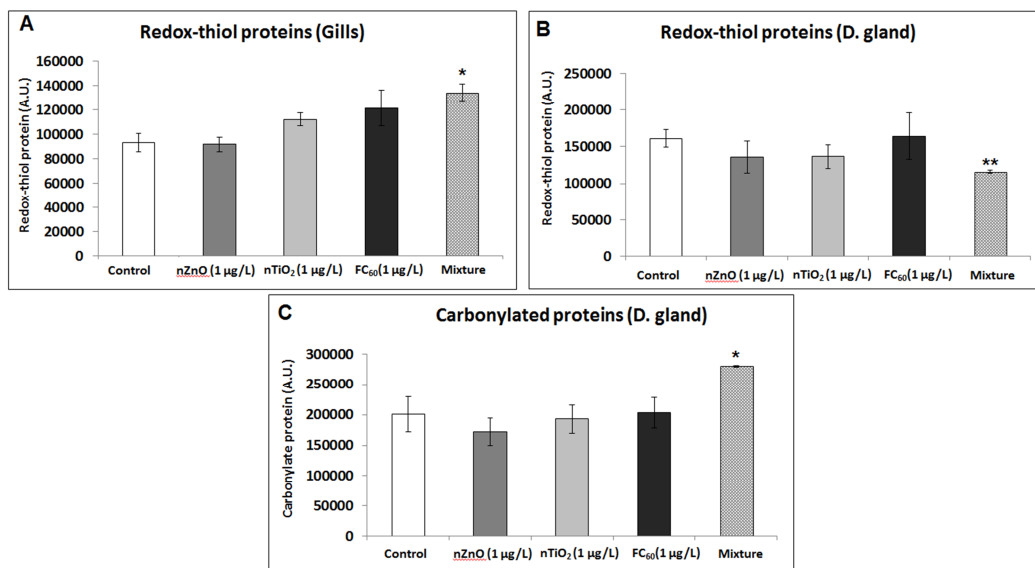 A
Redox-thiol proteins (Gills)
Redox-thiol protein (A.U.)
160000
140000
120000
100000
80000
60000
40000
20000
0
*
Control
nZnO (1 µg/L)
nTiO₂ (1 µg/L)
FC₆₀(1 µg/L)
Mixture
B
Redox-thiol proteins (D. gland)
Redox-thiol protein (A.U.)
250000
200000
150000
100000
50000
0
**
Control
nZnO (1 µg/L)
nTiO₂ (1 µg/L)
FC₆₀(1 µg/L)
Mixture
C
Carbonylated proteins (D. gland)
Carbonylate protein (A.U.)
300000
250000
200000
150000
100000
50000
0
*
Control
nZnO (1 µg/L)
nTiO₂ (1 µg/L)
FC₆₀(1 µg/L)
Mixture